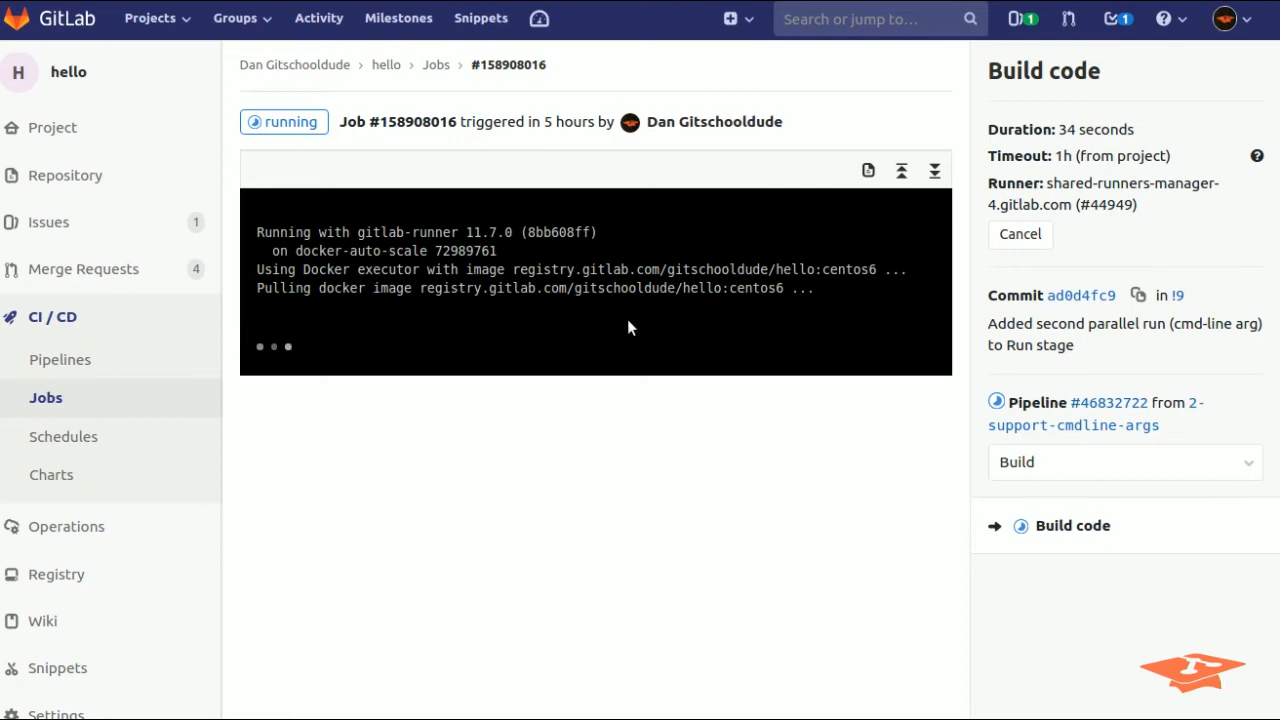 GitLab Projects Groups Activity Milestones Snippets Search or jump to... 1 1
H hello
Project
Repository
Issues 1
Merge Requests 4
CI / CD
Pipelines
Jobs
Schedules
Charts
Operations
Registry
Wiki
Snippets
Settings
Dan Gitschooldude › hello › Jobs › #158908016
running Job #158908016 triggered in 5 hours by Dan Gitschooldude
Running with gitlab-runner 11.7.0 (8bb608ff)
on docker-auto-scale 72989761
Using Docker executor with image registry.gitlab.com/gitschooldude/hello:centos6 ...
Pulling docker image registry.gitlab.com/gitschooldude/hello:centos6 ...
Build code
Duration: 34 seconds
Timeout: 1h (from project)
Runner: shared-runners-manager-
4.gitlab.com (#44949)
Cancel
Commit ad0d4fc9 in !9
Added second parallel run (cmd-line arg)
to Run stage
Pipeline #46832722 from 2-
support-cmdline-args
Build
Build code